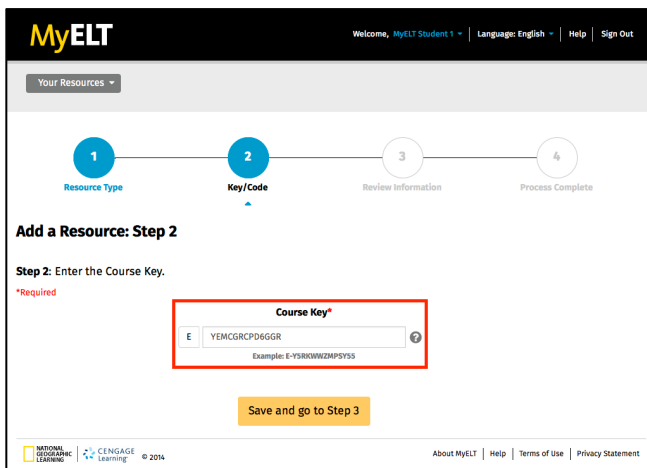 MyELT
Welcome, MyELT Student 1 | Language: English | Help | Sign Out
Your Resources
1 2 3 4
Resource Type Key/Code Review Information Process Complete
Add a Resource: Step 2
Step 2: Enter the Course Key.
*Required
Course Key*
E YEMCGRCPD6GGR ?
Example: E-Y5RKWWZMPSY55
Save and go to Step 3
NATIONAL GEOGRAPHIC LEARNING | CENGAGE Learning © 2014 About MyELT | Help | Terms of Use | Privacy Statement